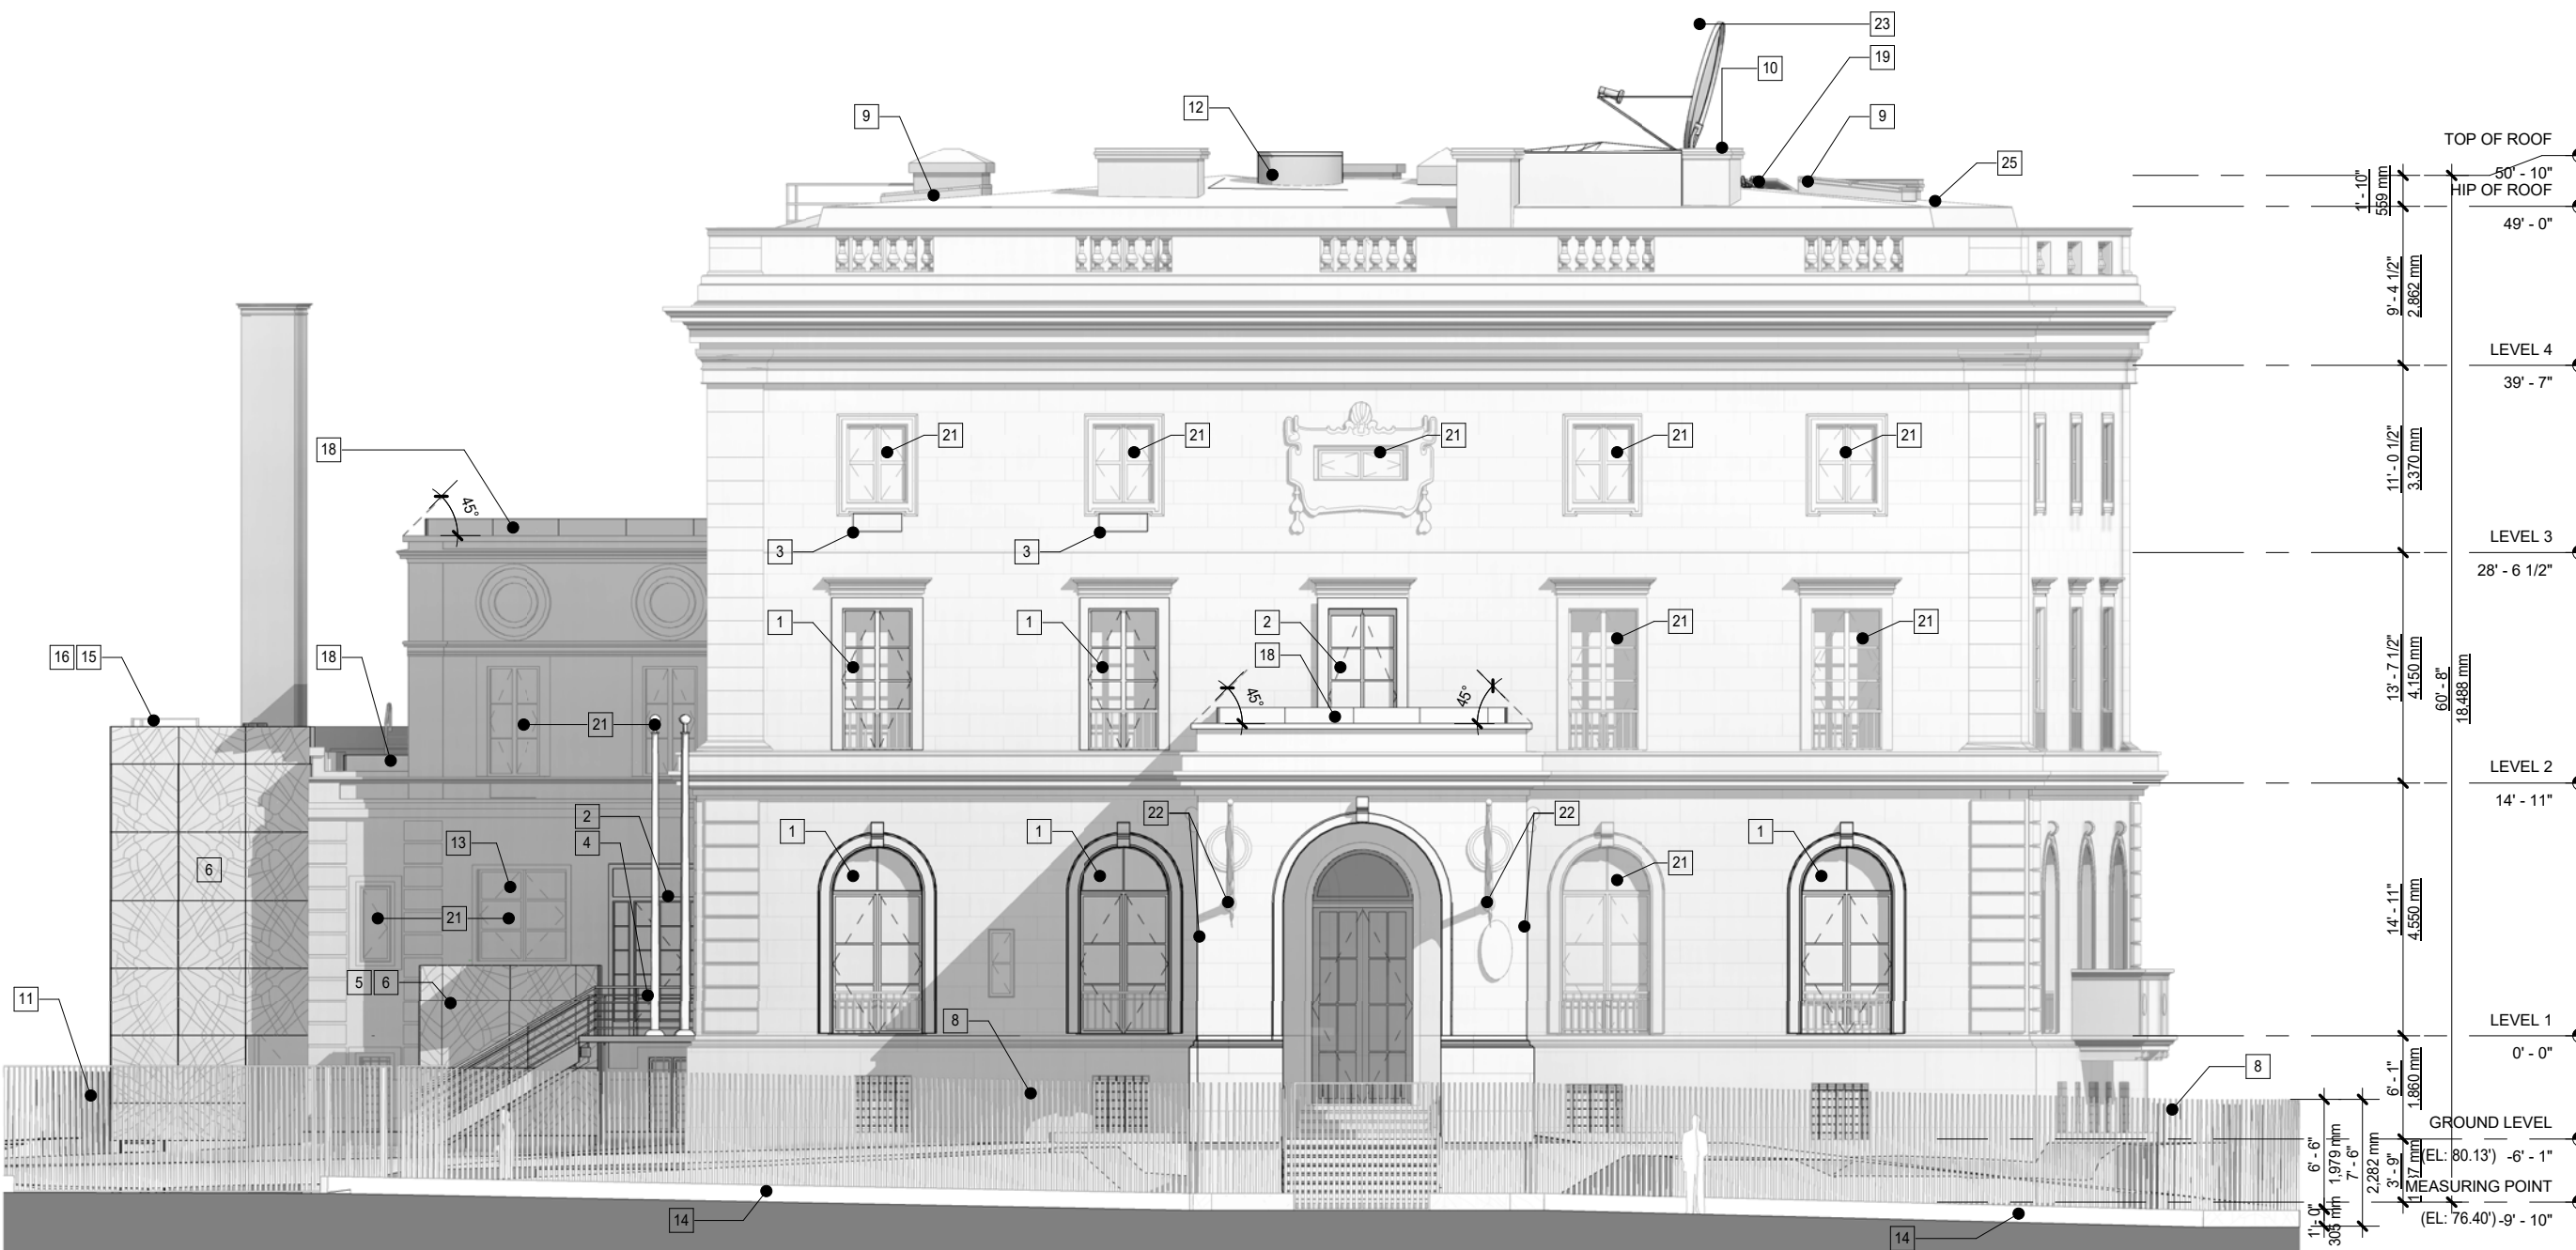 23
10
19
12
9
9
25
TOP OF ROOF
50' - 10"
HIP OF ROOF
49' - 0"
1' - 10"
559 mm
9' - 4 1/2"
2,862 mm
LEVEL 4
39' - 7"
21
21
21
21
21
18
45°
11' - 0 1/2"
3,370 mm
3
3
LEVEL 3
28' - 6 1/2"
1
1
2
21
21
18
16 15
18
45°
45°
13' - 7 1/2"
4,150 mm
60' - 8"
18,488 mm
21
LEVEL 2
14' - 11"
2
4
13
22
22
1
1
21
1
6
21
14' - 11"
4,550 mm
5 6
11
8
LEVEL 1
0' - 0"
8
6' - 1"
1,860 mm
GROUND LEVEL
(EL: 80.13') -6' - 1"
6' - 6"
1,979 mm
7' - 6"
2,282 mm
3' - 9"
MEASURING POINT
(EL: 76.40') -9' - 10"
1' - 0"
305 mm
14
14